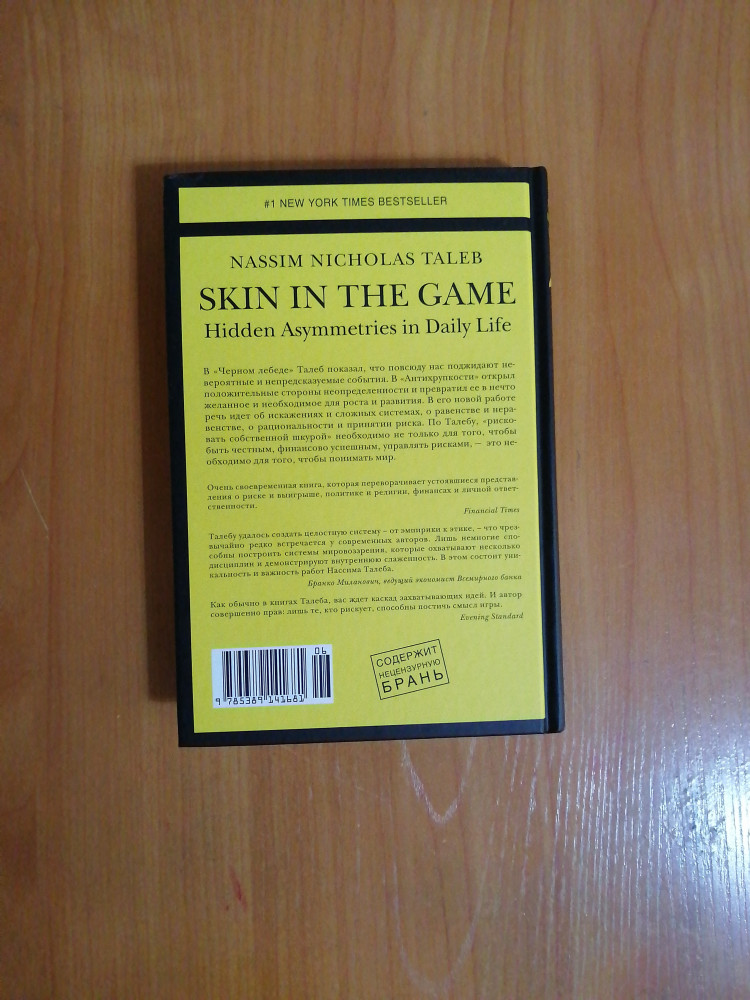 #1 NEW YORK TIMES BESTSELLER
NASSIM NICHOLAS TALEB
SKIN IN THE GAME
Hidden Asymmetries in Daily Life
В «Черном лебеде» Талеб показал, что повсюду нас поджидают не-
вероятные и непредсказуемые события. В «Антихрупкости» открыл
положительные стороны неопределенности и превратил ее в нечто
желанное и необходимое для роста и развития. В его новой работе
речь идет об искажениях и сложных системах, о равенстве и нера-
венстве, о рациональности и принятии риска. По Талебу, «риско-
вать собственной шкурой» необходимо не только для того, чтобы
быть честным, финансово успешным, управлять рисками, — это не-
обходимо для того, чтобы понимать мир.
Очень своевременная книга, которая переворачивает устоявшиеся представ-
ления о риске и выигрыше, политике и религии, финансах и личной ответ-
ственности.
Financial Times
Талебу удалось создать целостную систему – от эмпирики к этике, – что чрез-
вычайно редко встречается у современных авторов. Лишь немногие спо-
собны построить системы мировоззрения, которые охватывают несколько
дисциплин и демонстрируют внутреннюю слаженность. В этом состоит уни-
кальность и важность работ Нассима Талеба.
Бранко Миланович, ведущий экономист Всемирного банка
Как обычно в книгах Талеба, вас ждет каскад захватывающих идей. И автор
совершенно прав: лишь те, кто рискует, способны постичь смысл игры.
Evening Standard
06
9 785389 141681
СОДЕРЖИТ
НЕЦЕНЗУРНУЮ
БРАНЬ